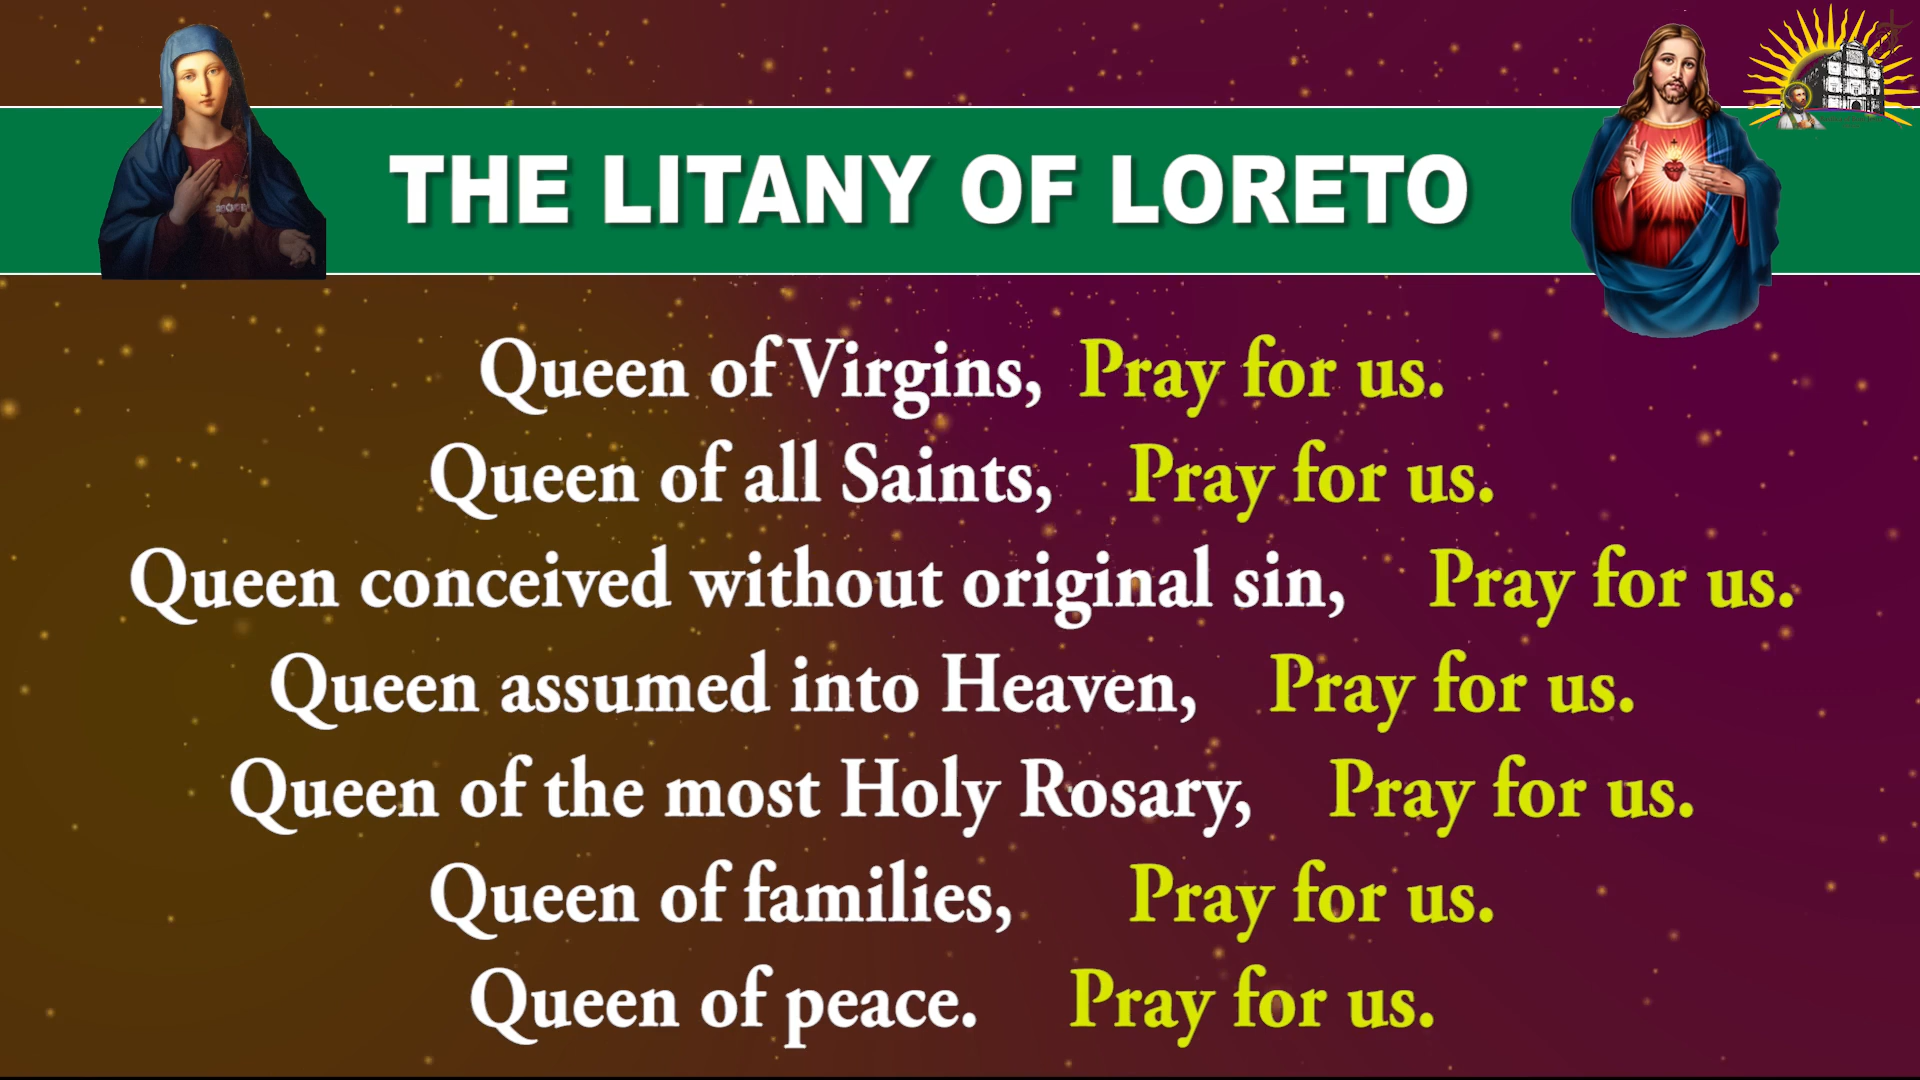 THE LITANY OF LORETO
Queen of Virgins, Pray for us.
Queen of all Saints, Pray for us.
Queen conceived without original sin, Pray for us.
Queen assumed into Heaven, Pray for us.
Queen of the most Holy Rosary, Pray for us.
Queen of families, Pray for us.
Queen of peace. Pray for us.